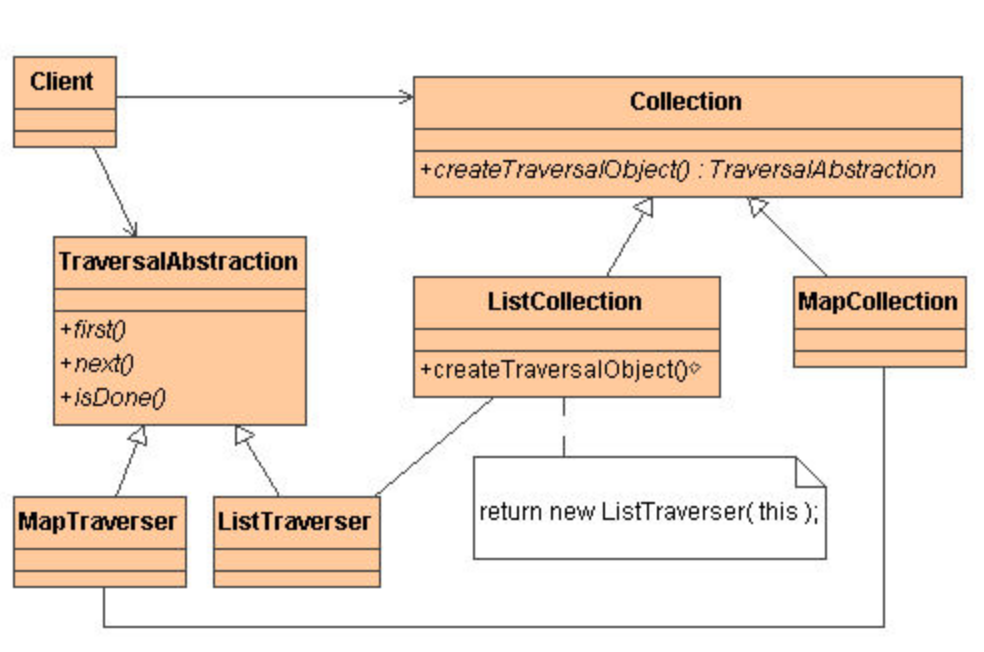 Client
Collection
+createTraversalObject() : TraversalAbstraction
TraversalAbstraction
+first()
+next()
+isDone()
ListCollection
+createTraversalObject()
MapCollection
MapTraverser
ListTraverser
return new ListTraverser( this );